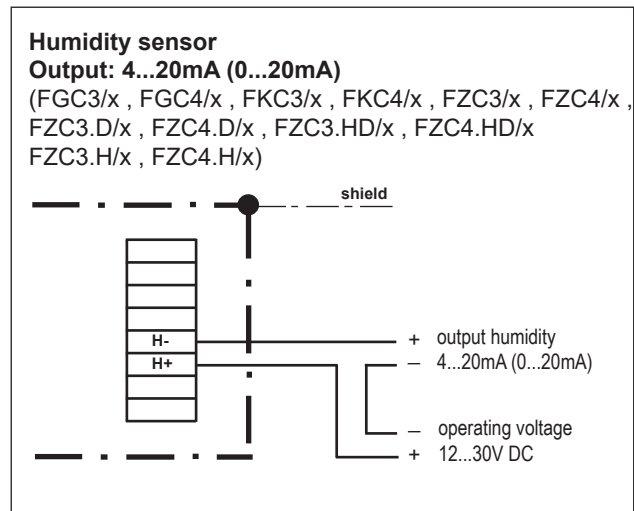 Humidity sensor
Output: 4...20mA (0...20mA)
(FGC3/x , FGC4/x , FKC3/x , FKC4/x , FZC3/x , FZC4/x ,
FZC3.D/x , FZC4.D/x , FZC3.HD/x , FZC4.HD/x
FZC3.H/x , FZC4.H/x)
shield
H-
H+
+ output humidity
– 4...20mA (0...20mA)
– operating voltage
+ 12...30V DC